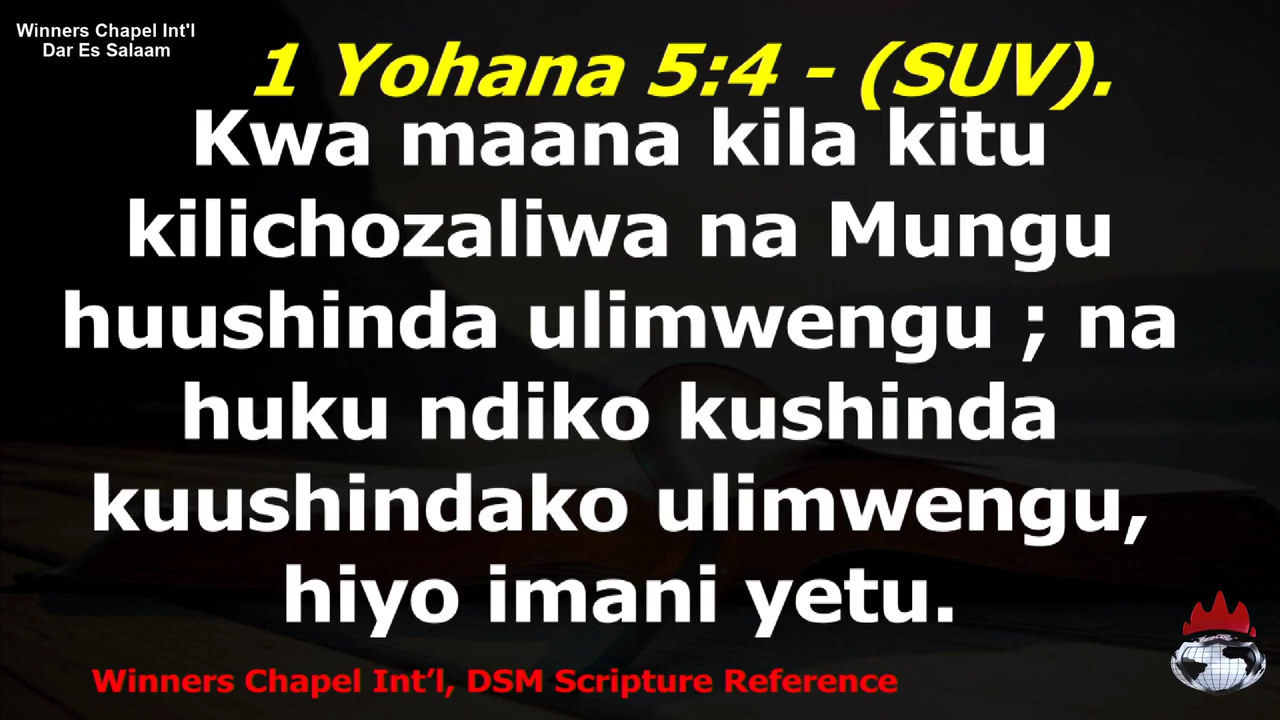 Winners Chapel Int'l
Dar Es Salaam
1 Yohana 5:4 - (SUV).
Kwa maana kila kitu
kilichozaliwa na Mungu
huushinda ulimwengu ; na
huku ndiko kushinda
kuushindako ulimwengu,
hiyo imani yetu.
Winners Chapel Int’l, DSM Scripture Reference